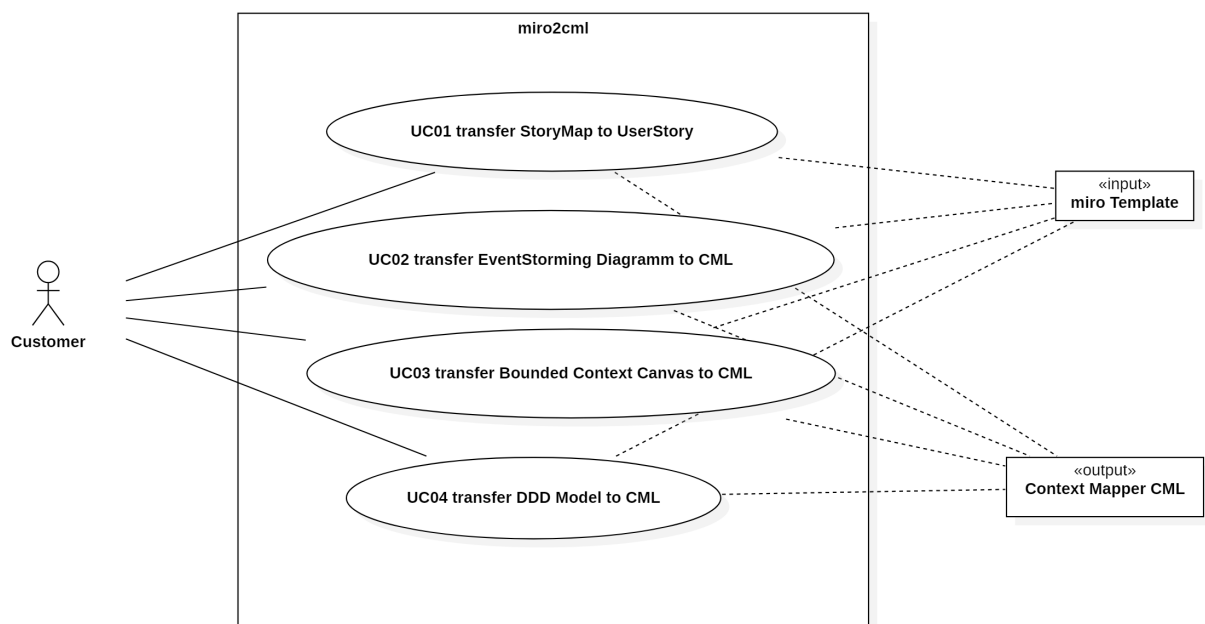 miro2cml
UC01 transfer StoryMap to UserStory
«input»
miro Template
UC02 transfer EventStorming Diagramm to CML
Customer
UC03 transfer Bounded Context Canvas to CML
«output»
Context Mapper CML
UC04 transfer DDD Model to CML